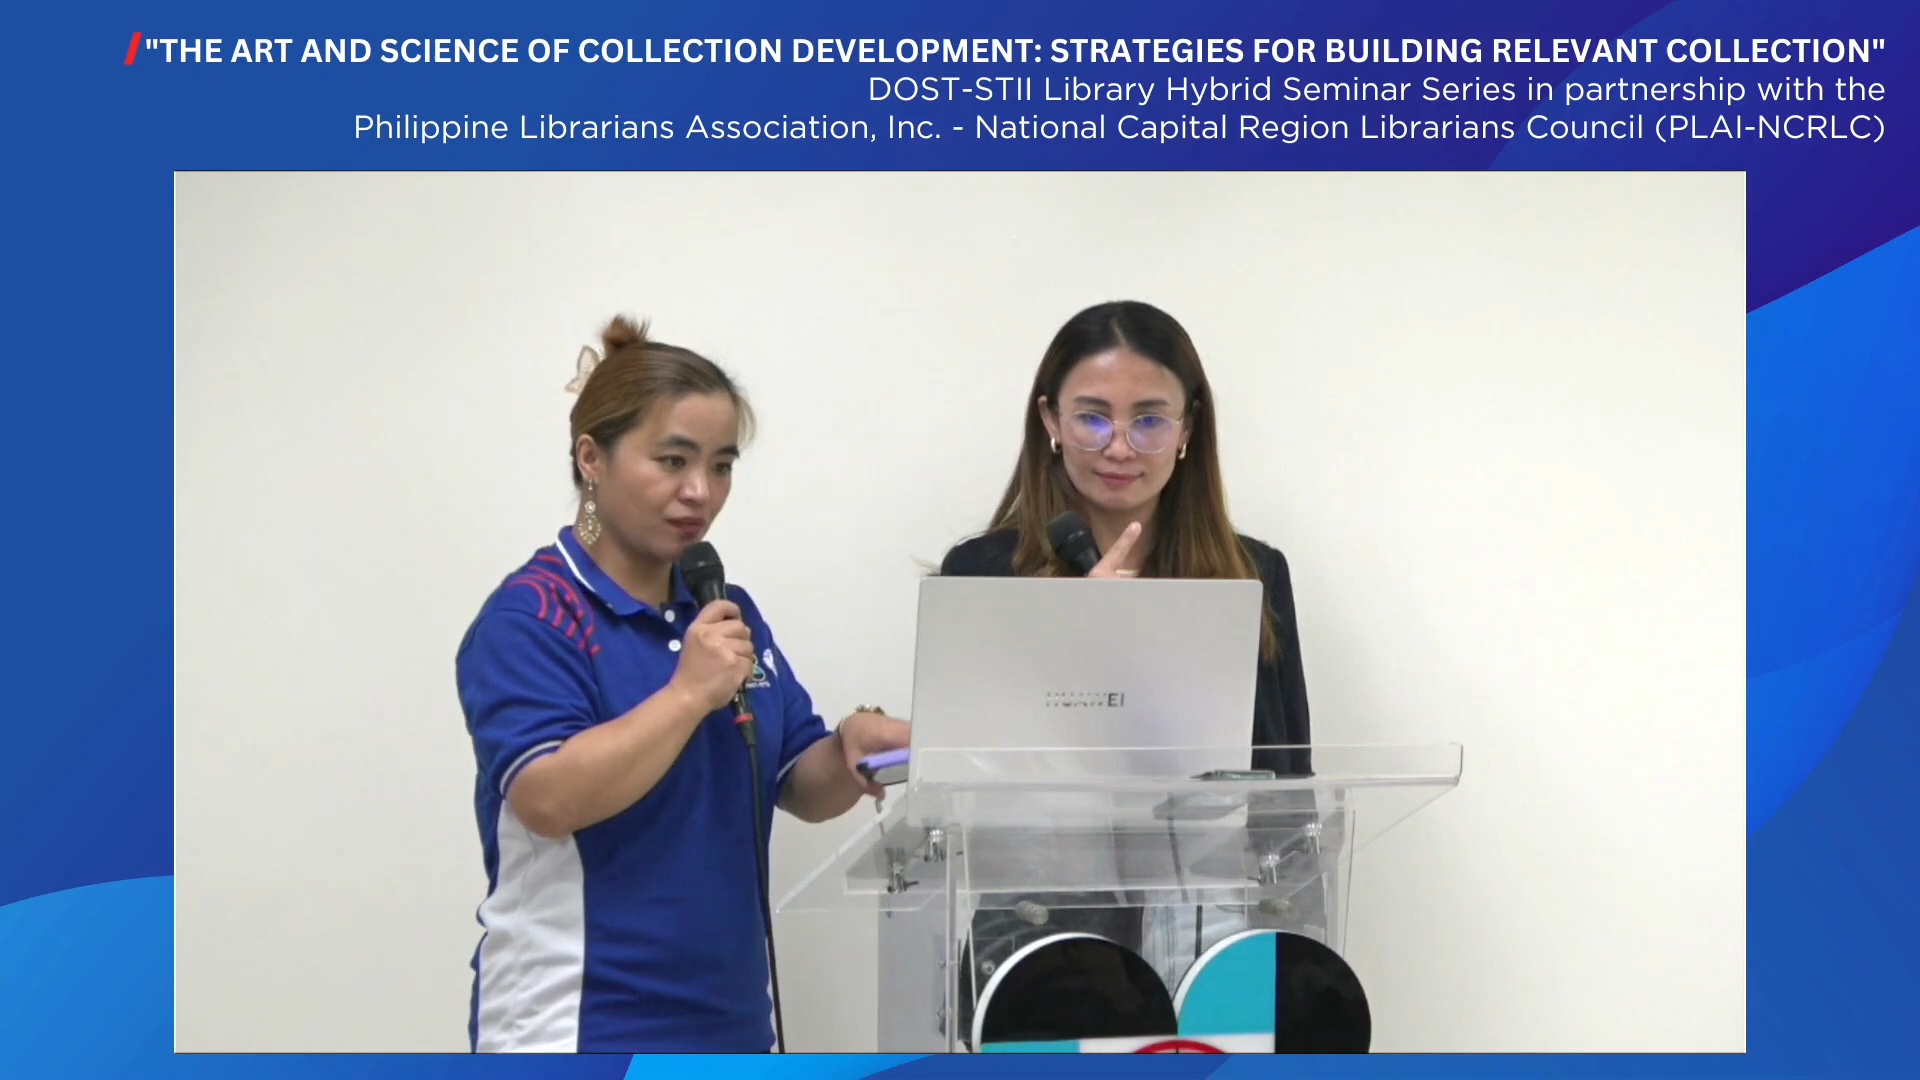 "THE ART AND SCIENCE OF COLLECTION DEVELOPMENT: STRATEGIES FOR BUILDING RELEVANT COLLECTION"
DOST-STII Library Hybrid Seminar Series in partnership with the
Philippine Librarians Association, Inc. - National Capital Region Librarians Council (PLAI-NCRLC)
HUAWEI